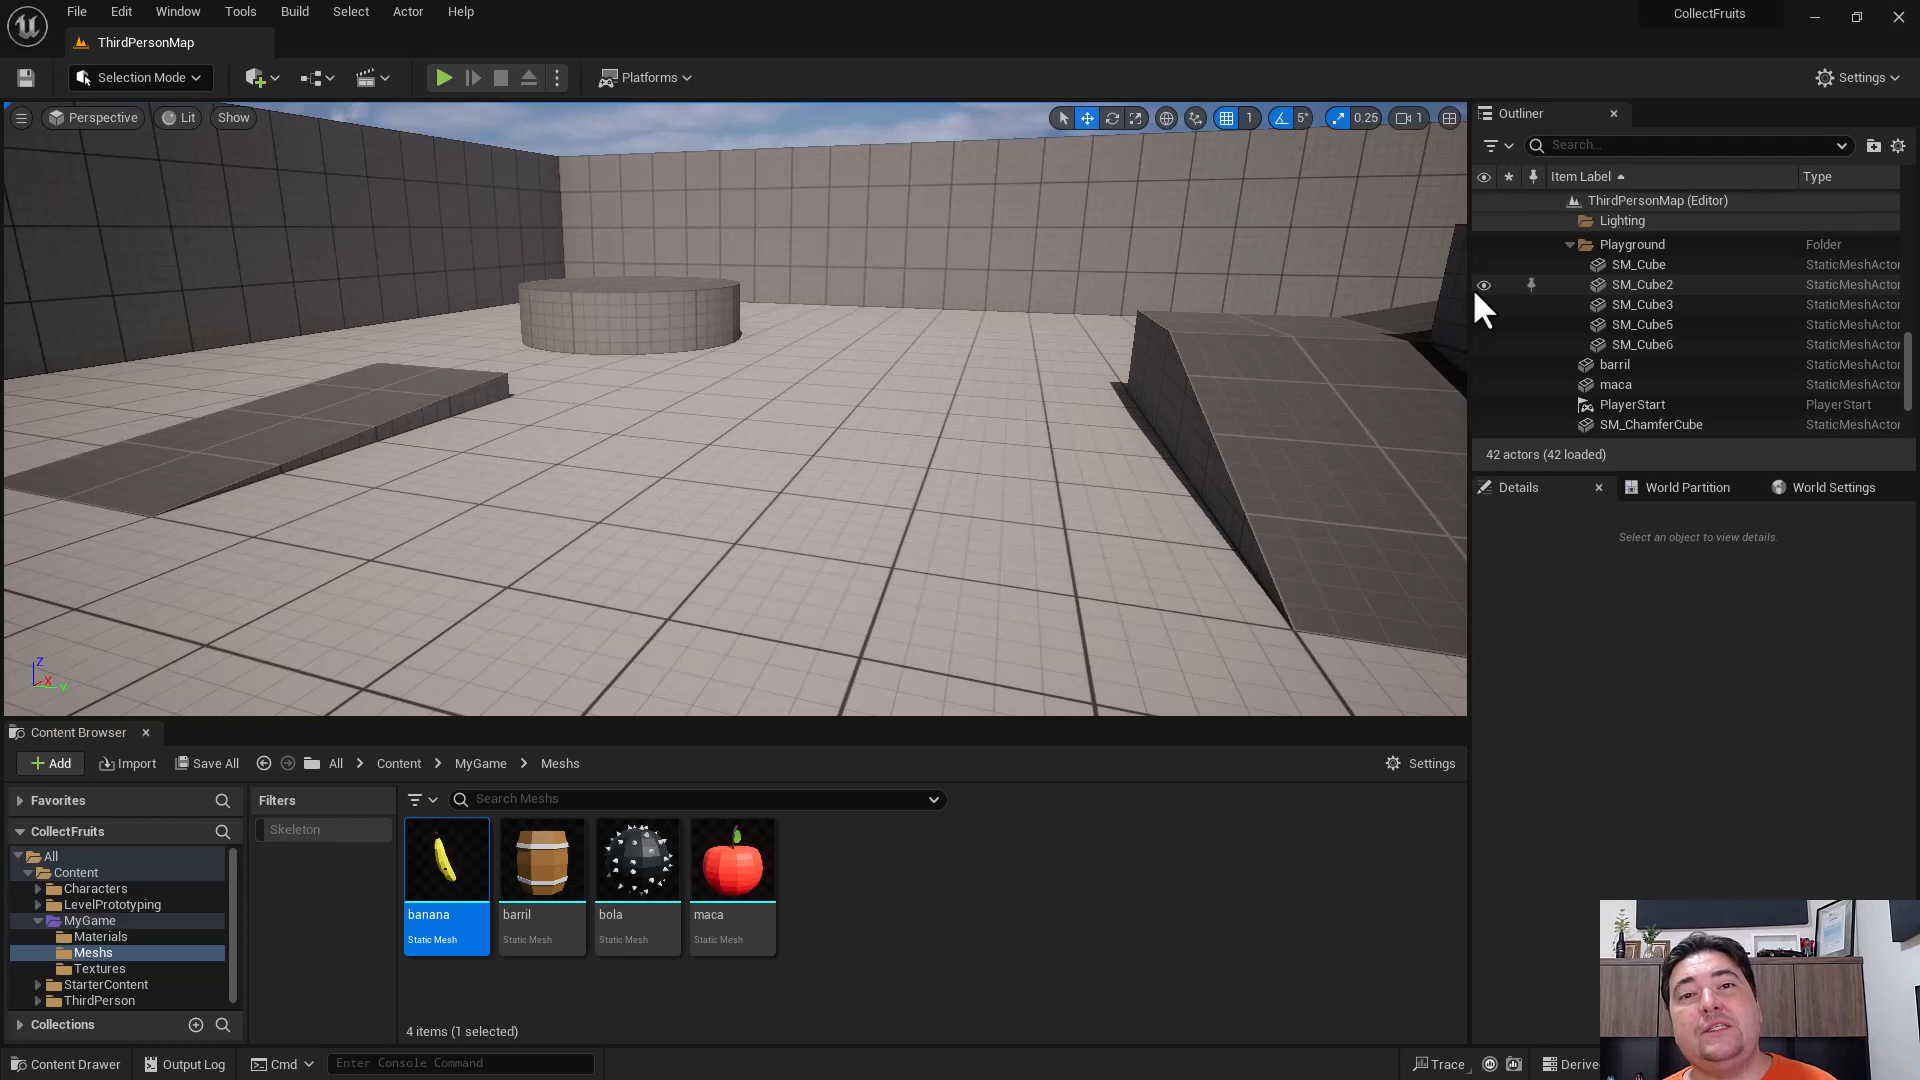 File Edit Window Tools Build Select Actor Help
CollectFruits
ThirdPersonMap
Selection Mode
Platforms
Settings
Perspective Lit Show
1 5° 0.25 1
Outliner
Search...
Item Label Type
ThirdPersonMap (Editor)
Lighting
Playground Folder
SM_Cube StaticMeshActor
SM_Cube2 StaticMeshActor
SM_Cube3 StaticMeshActor
SM_Cube5 StaticMeshActor
SM_Cube6 StaticMeshActor
barril StaticMeshActor
maca StaticMeshActor
PlayerStart PlayerStart
SM_ChamferCube StaticMeshActor
42 actors (42 loaded)
Details World Partition World Settings
Select an object to view details.
Z
X
Y
Content Browser
Add Import Save All All Content MyGame Meshs Settings
Favorites
CollectFruits
All
Content
Characters
LevelPrototyping
MyGame
Materials
Meshs
Textures
StarterContent
ThirdPerson
Collections
Filters
Skeleton
Search Meshs
banana
Static Mesh
barril
Static Mesh
bola
Static Mesh
maca
Static Mesh
4 items (1 selected)
Content Drawer Output Log Cmd Enter Console Command Trace Derive